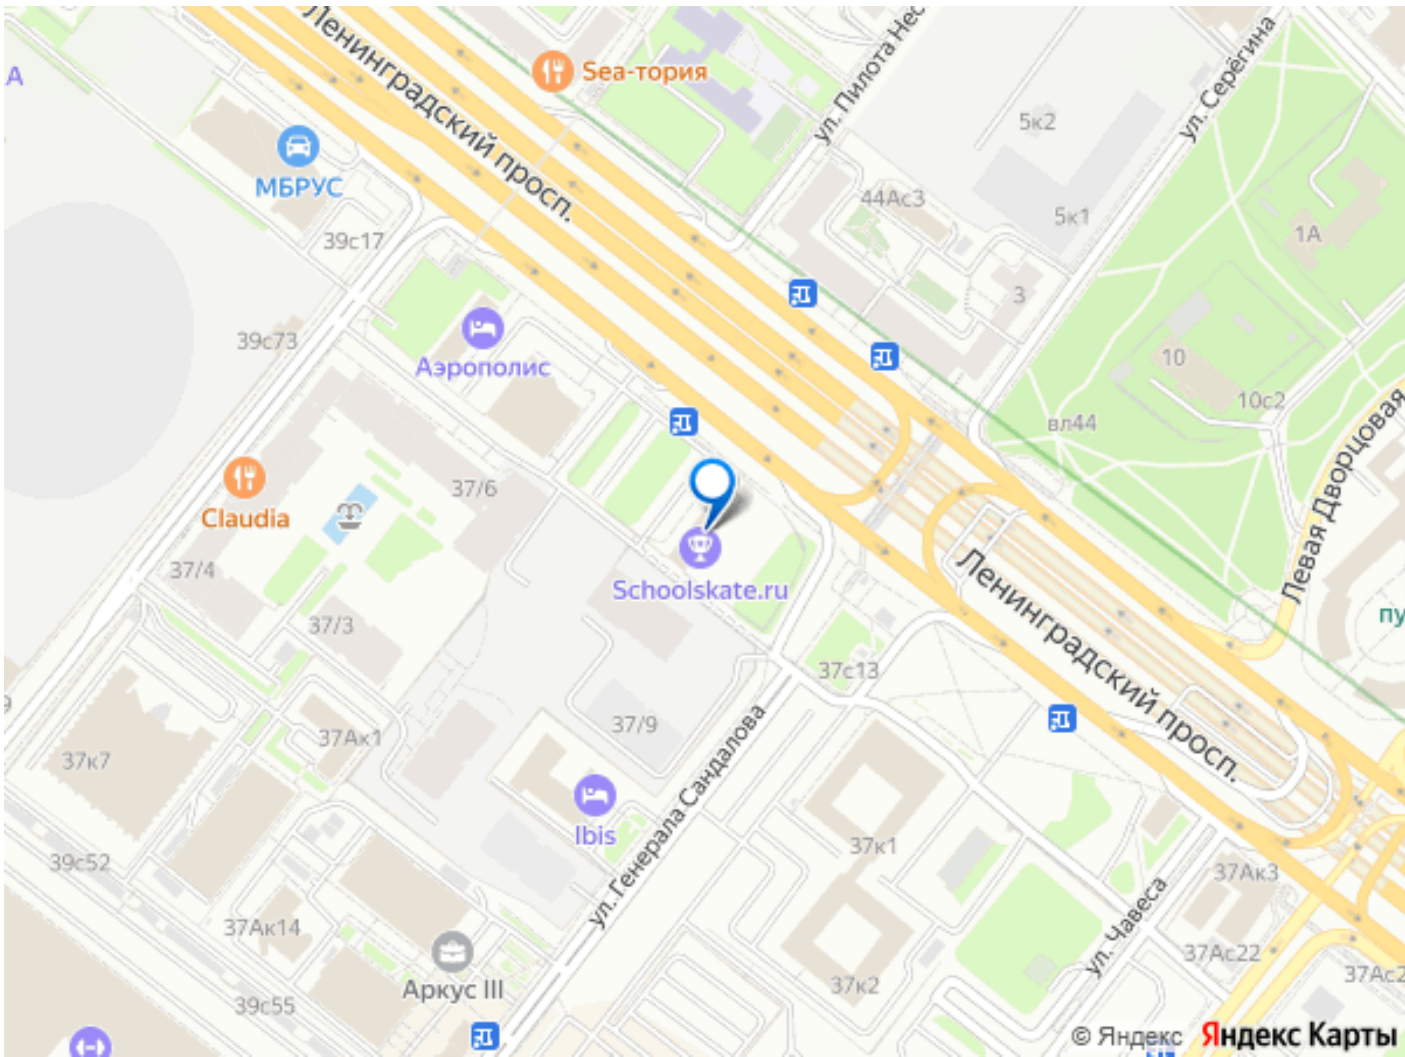 Ленинградский просп.
Sea-тория
ул. Пилота Нес
ул. Серёгина
А
МБРУС
5к2
44Ас3
5к1
1А
39с17
3
39с73
Аэрополис
10
10с2
вл44
Левая Дворцовая
37/6
Claudia
Schoolskate.ru
37/4
37/3
Ленинградский просп.
пу
37с13
9
37Ак1
37/9
37к7
ул. Генерала Сандалова
Ibis
37к1
39с52
37Ак3
37Ак14
ул. Чавеса
37Ас22
Аркус III
37к2
37Ас2
39с55
© Яндекс Яндекс Карты